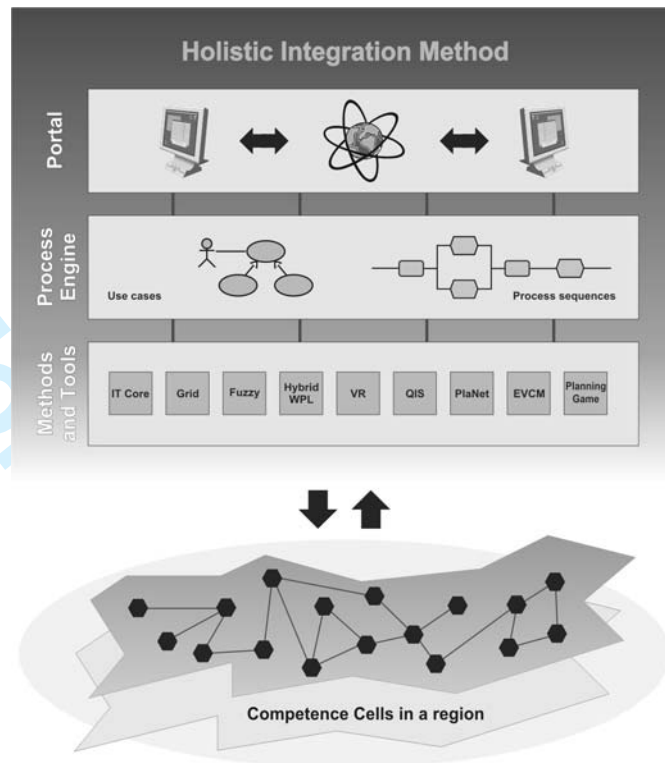 Holistic Integration Method
Portal
Process
Engine
Use cases
Process sequences
Methods
and Tools
IT Core
Grid
Fuzzy
Hybrid
WPL
VR
QIS
PlaNet
EVCM
Planning
Game
Competence Cells in a region